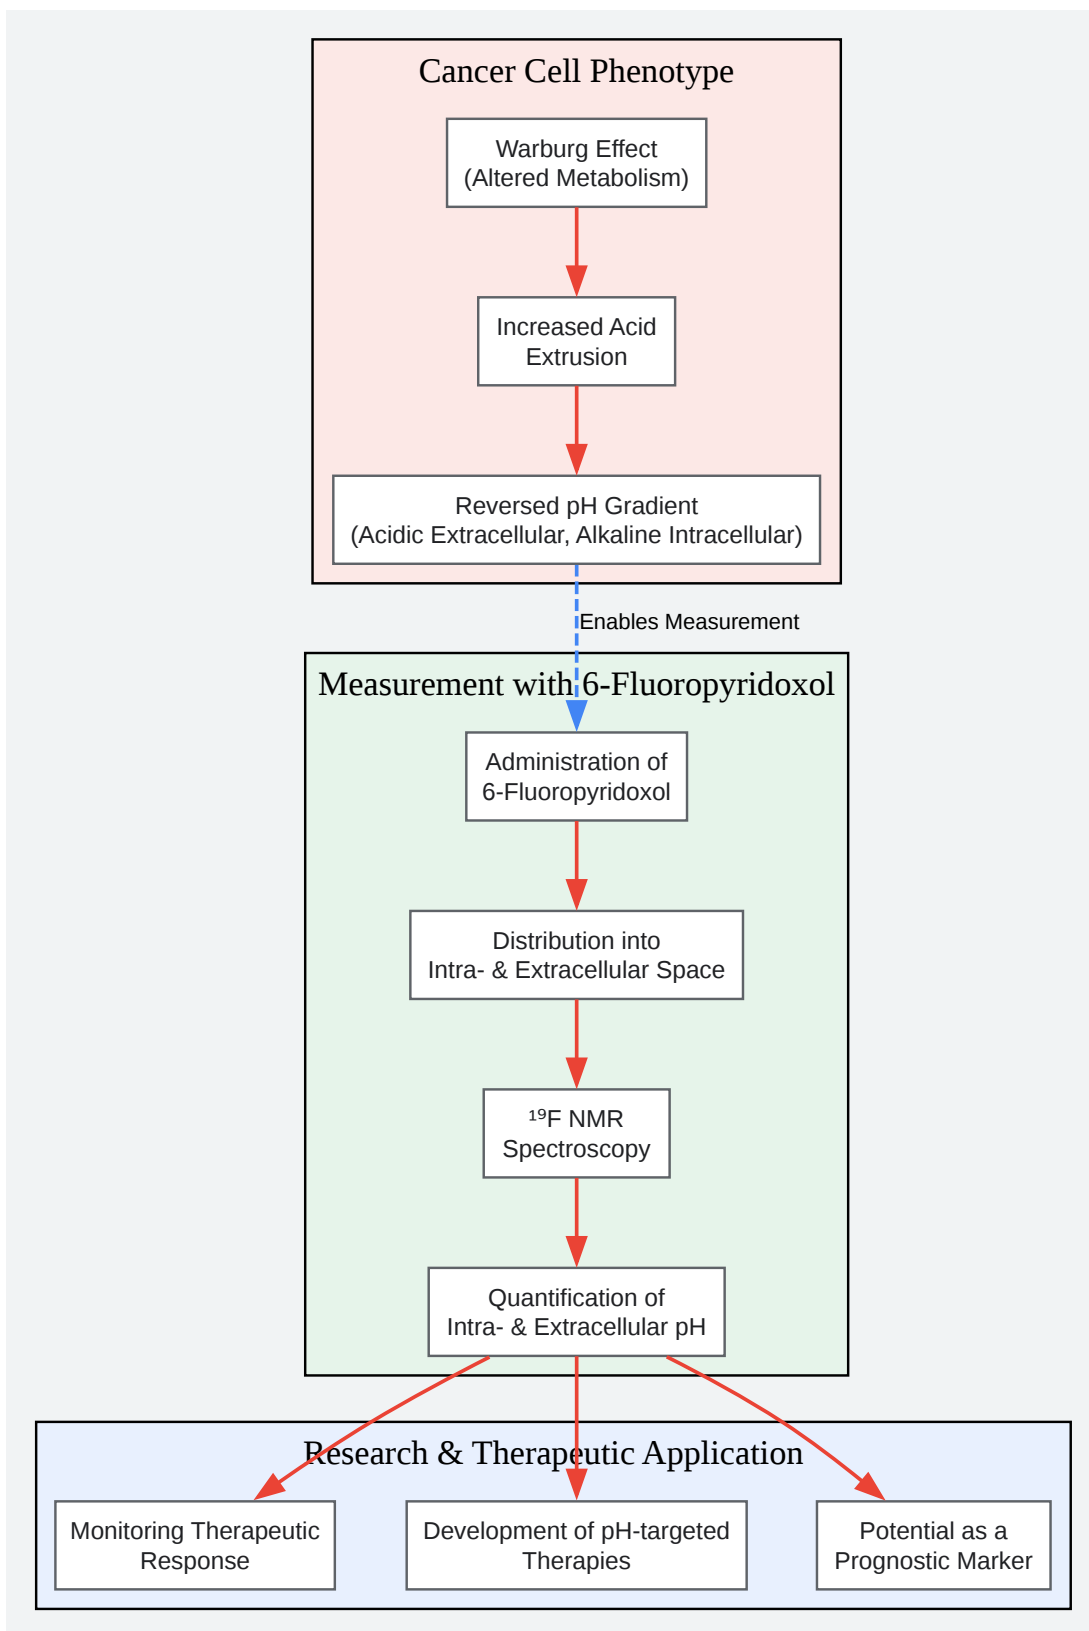 Cancer Cell Phenotype
Warburg Effect
(Altered Metabolism)
Increased Acid
Extrusion
Reversed pH Gradient
(Acidic Extracellular, Alkaline Intracellular)
Enables Measurement
Measurement with 6-Fluoropyridoxol
Administration of
6-Fluoropyridoxol
Distribution into
Intra- & Extracellular Space
¹⁹F NMR
Spectroscopy
Quantification of
Intra- & Extracellular pH
Research & Therapeutic Application
Monitoring Therapeutic
Response
Development of pH-targeted
Therapies
Potential as a
Prognostic Marker